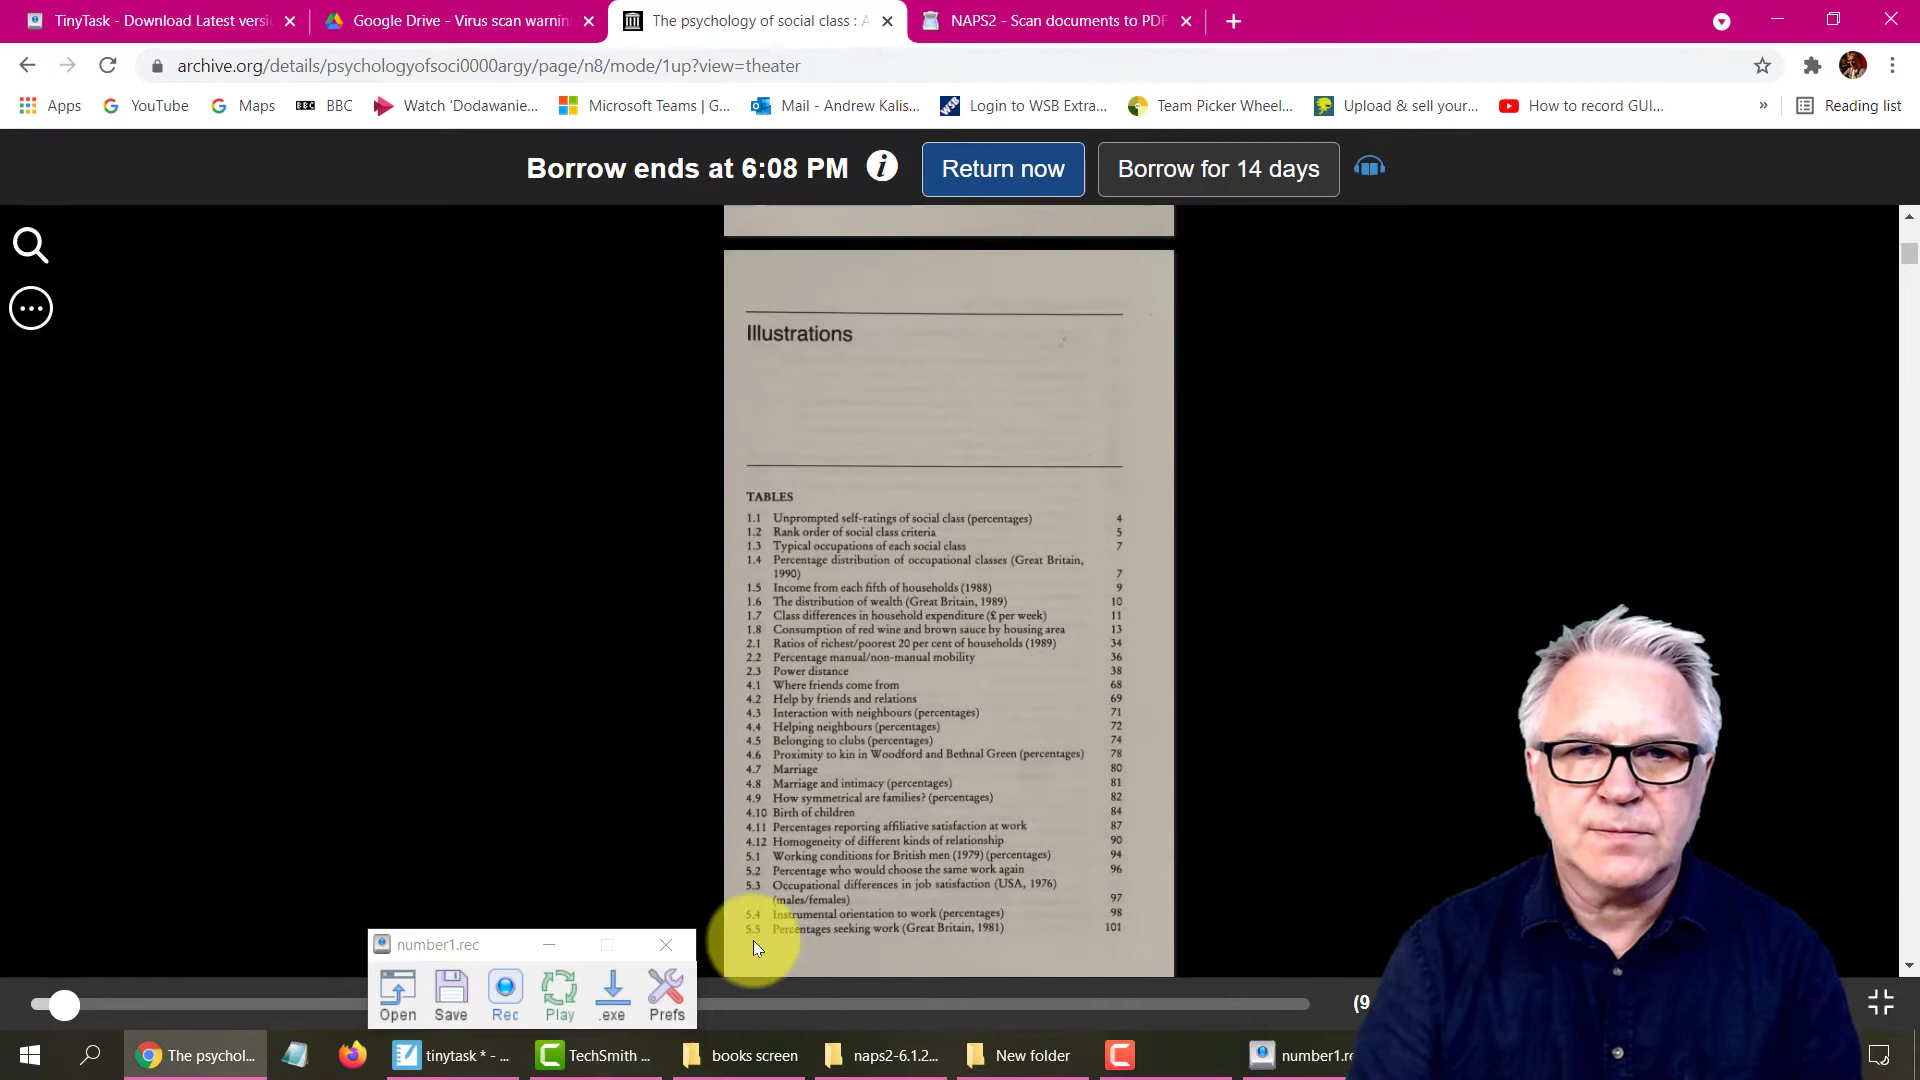 TinyTask - Download Latest versi
Google Drive - Virus scan warnin
The psychology of social class : A
NAPS2 - Scan documents to PDF
archive.org/details/psychologyofsoci0000argy/page/n8/mode/1up?view=theater
Apps
YouTube
Maps
BBC
Watch 'Dodawanie...
Microsoft Teams | G...
Mail - Andrew Kalis...
Login to WSB Extra...
Team Picker Wheel...
Upload & sell your...
How to record GUI...
»
Reading list
Borrow ends at 6:08 PM
Return now
Borrow for 14 days
Illustrations
TABLES
1.1 Unprompted self-ratings of social class (percentages) 4
1.2 Rank order of social class criteria 5
1.3 Typical occupations of each social class 7
1.4 Percentage distribution of occupational classes (Great Britain,
1990) 7
1.5 Income from each fifth of households (1988) 9
1.6 The distribution of wealth (Great Britain, 1989) 10
1.7 Class differences in household expenditure (£ per week) 11
1.8 Consumption of red wine and brown sauce by housing area 13
2.1 Ratios of richest/poorest 20 per cent of households (1989) 34
2.2 Percentage manual/non-manual mobility 36
2.3 Power distance 38
4.1 Where friends come from 68
4.2 Help by friends and relations 69
4.3 Interaction with neighbours (percentages) 71
4.4 Helping neighbours (percentages) 72
4.5 Belonging to clubs (percentages) 74
4.6 Proximity to kin in Woodford and Bethnal Green (percentages) 78
4.7 Marriage 80
4.8 Marriage and intimacy (percentages) 81
4.9 How symmetrical are families? (percentages) 82
4.10 Birth of children 84
4.11 Percentages reporting affiliative satisfaction at work 87
4.12 Homogeneity of different kinds of relationship 90
5.1 Working conditions for British men (1979) (percentages) 94
5.2 Percentage who would choose the same work again 96
5.3 Occupational differences in job satisfaction (USA, 1976)
(males/females) 97
5.4 Instrumental orientation to work (percentages) 98
5.5 Percentages seeking work (Great Britain, 1981) 101
number1.rec
Open
Save
Rec
Play
.exe
Prefs
(9
The psychol...
tinytask * - ...
TechSmith ...
books screen
naps2-6.1.2...
New folder
number1.re